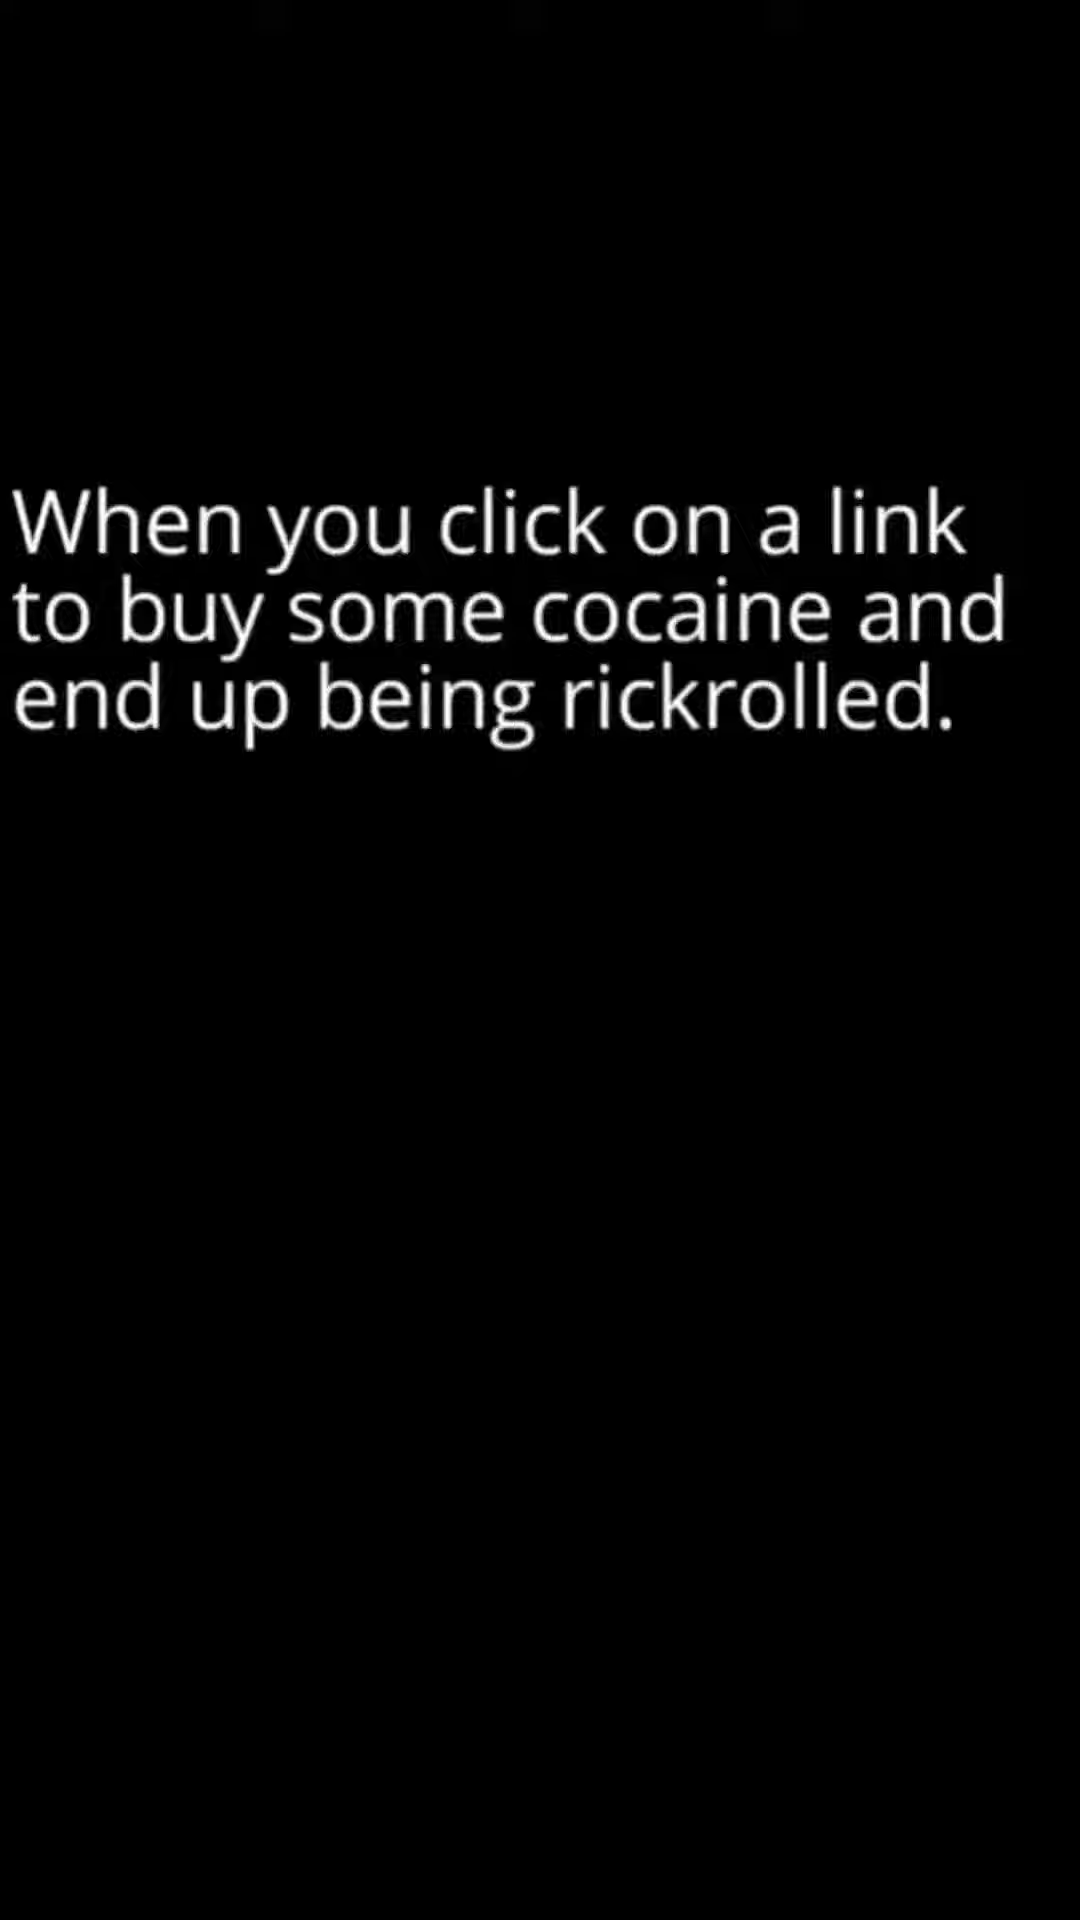 When you click on a link
to buy some cocaine and
end up being rickrolled.